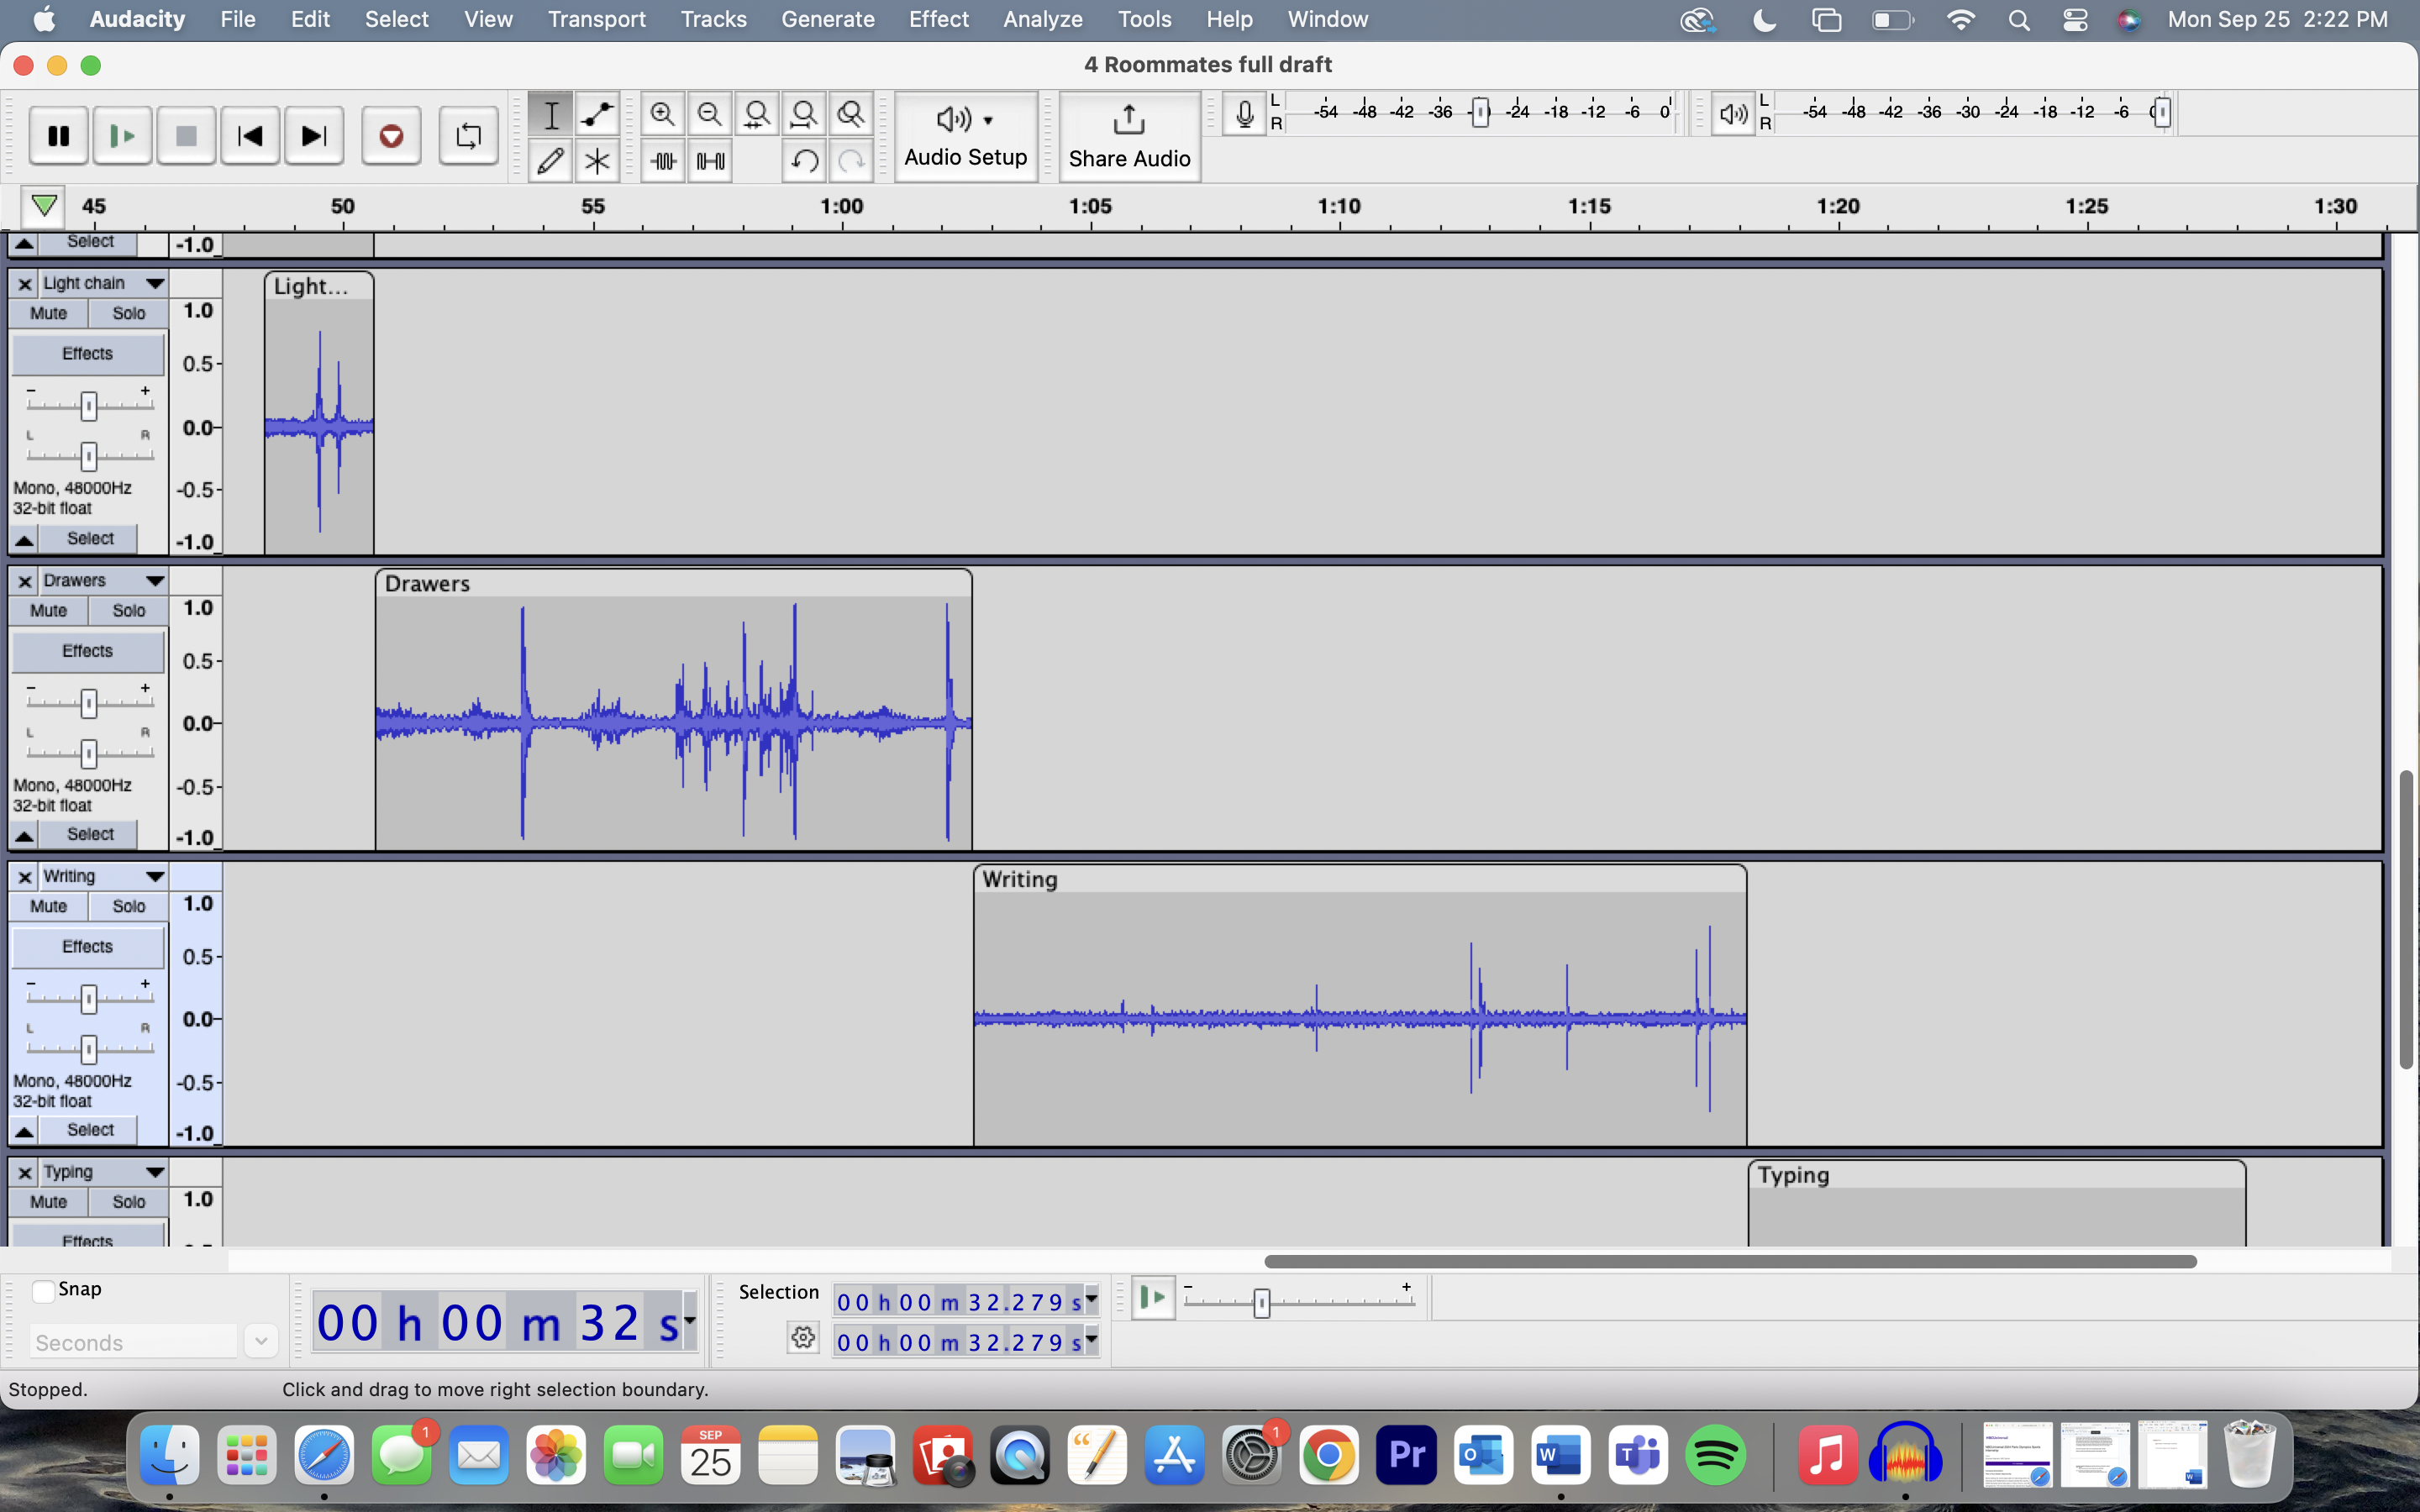 Audacity File Edit Select View Transport Tracks Generate Effect Analyze Tools Help Window Mon Sep 25 2:22 PM
4 Roommates full draft
L R -54 -48 -42 -36 -24 -18 -12 -6 0
L R -54 -48 -42 -36 -30 -24 -18 -12 -6
Audio Setup
Share Audio
45 50 55 1:00 1:05 1:10 1:15 1:20 1:25 1:30
Select -1.0
Light chain
Light...
Mute Solo 1.0
Effects
0.5
- +
0.0
L R
Mono, 48000Hz
32-bit float
-0.5
Select -1.0
Drawers
Drawers
Mute Solo 1.0
Effects
0.5
- +
0.0
L R
Mono, 48000Hz
32-bit float
-0.5
Select -1.0
Writing
Writing
Mute Solo 1.0
Effects
0.5
- +
0.0
L R
Mono, 48000Hz
32-bit float
-0.5
Select -1.0
Typing
Typing
Mute Solo 1.0
Effects
Snap
Seconds
00 h 00 m 32 s
Selection
00 h 00 m 32.279 s
00 h 00 m 32.279 s
- +
Stopped.
Click and drag to move right selection boundary.
1
SEP
25
1
Pr
O
W
T